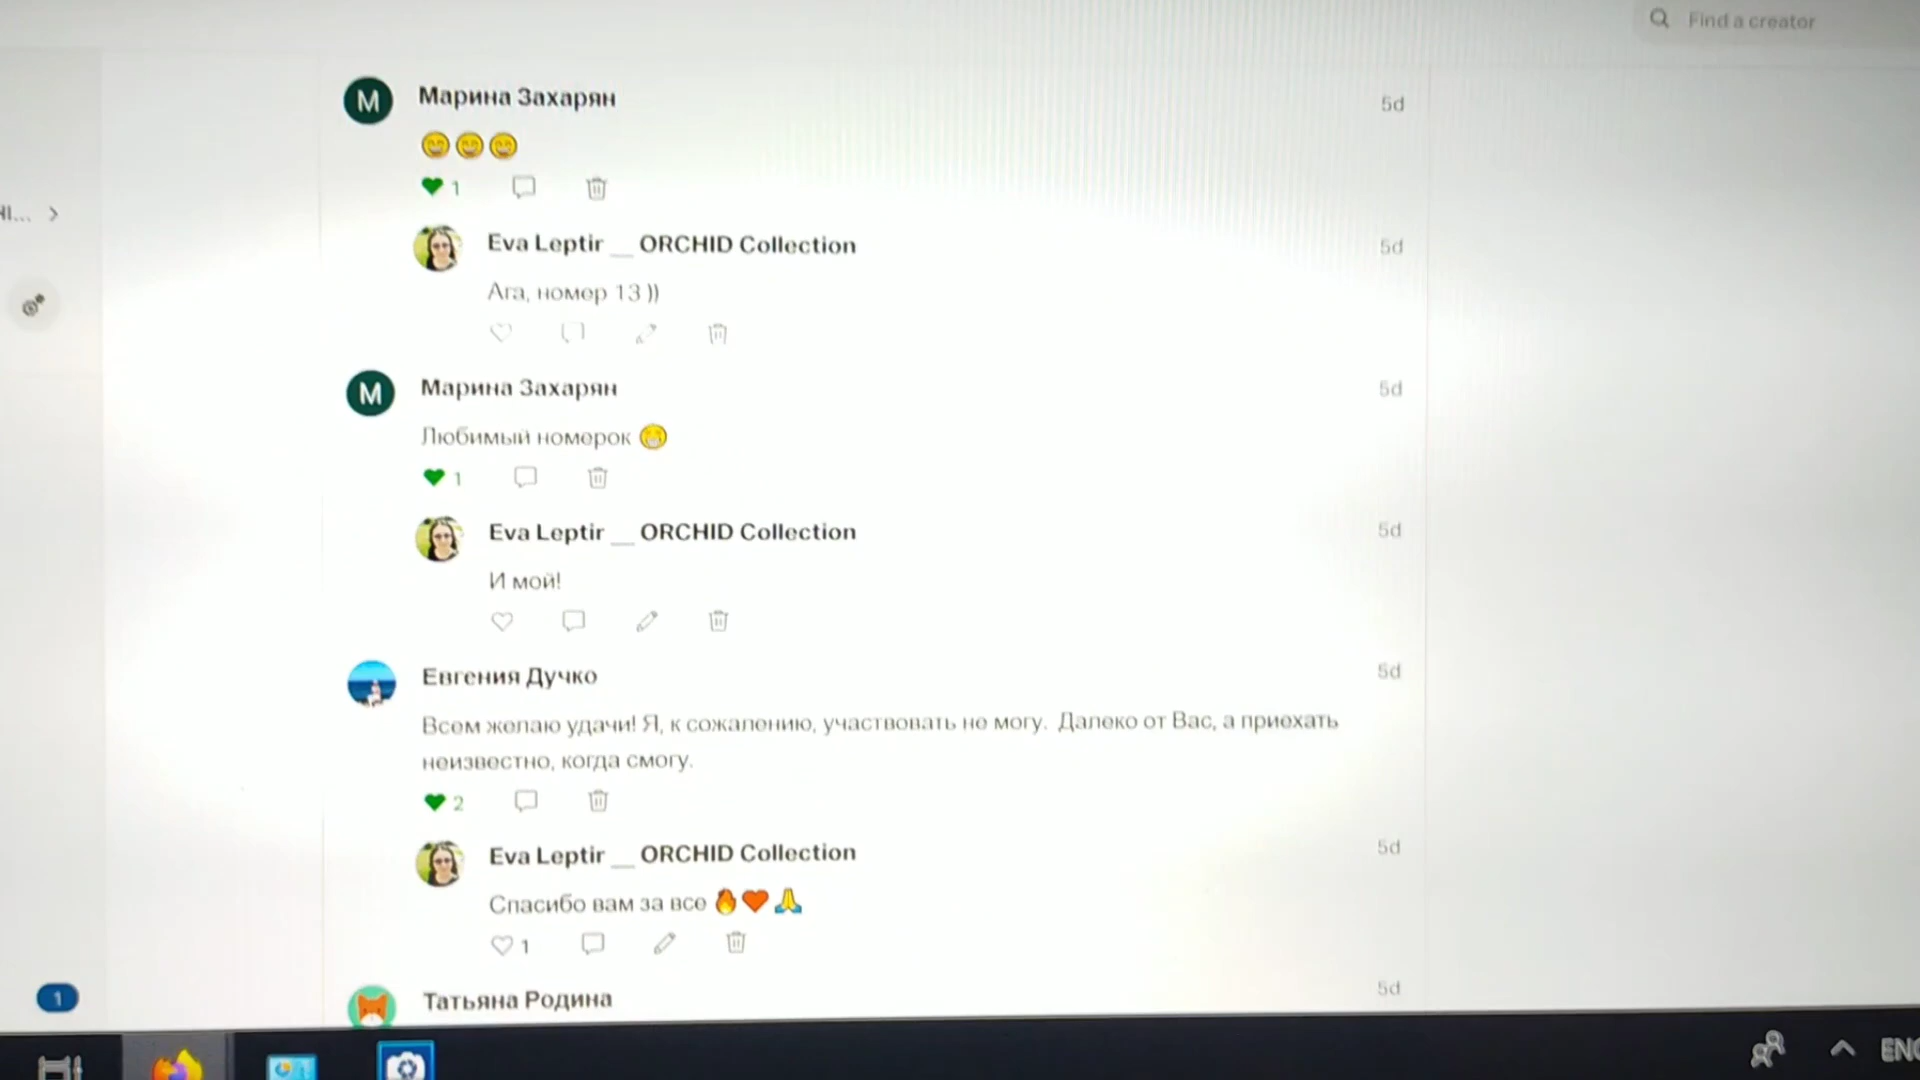 Find a creator
М
Марина Захарян
5d
1
Eva Leptir __ ORCHID Collection
5d
Ага, номер 13 ))
М
Марина Захарян
5d
Любимый номерок
1
Eva Leptir __ ORCHID Collection
5d
И мой!
Евгения Дучко
5d
Всем желаю удачи! Я, к сожалению, участвовать не могу. Далеко от Вас, а приехать
неизвестно, когда смогу.
2
Eva Leptir __ ORCHID Collection
5d
Спасибо вам за все
1
Татьяна Родина
5d
1